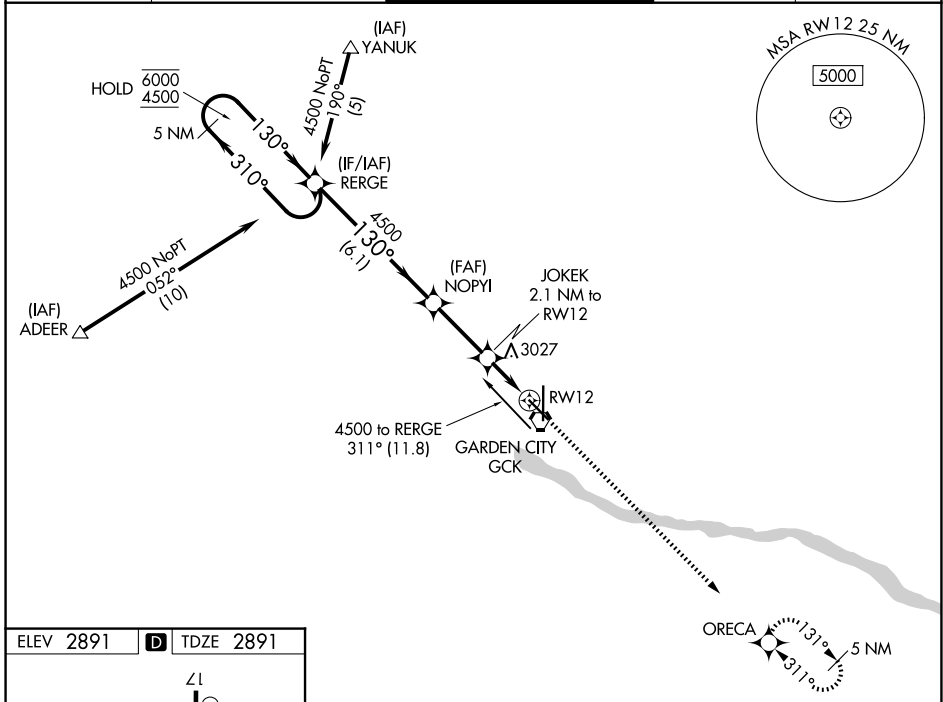 (IAF)
YANUK
MSA RW12 25 NM
5000
HOLD
6000
4500
4500 NoPT
190°
(5)
5 NM
130°
310°
(IF/IAF)
RERGE
4500
130°
(6.1)
4500 NoPT
052°
(10)
(IAF)
ADEER
(FAF)
NOPYI
JOKEK
2.1 NM to
RW12
3027
RW12
4500 to RERGE
311° (11.8)
GARDEN CITY
GCK
ORECA
131°
311°
5 NM
ELEV 2891
D
TDZE 2891
17